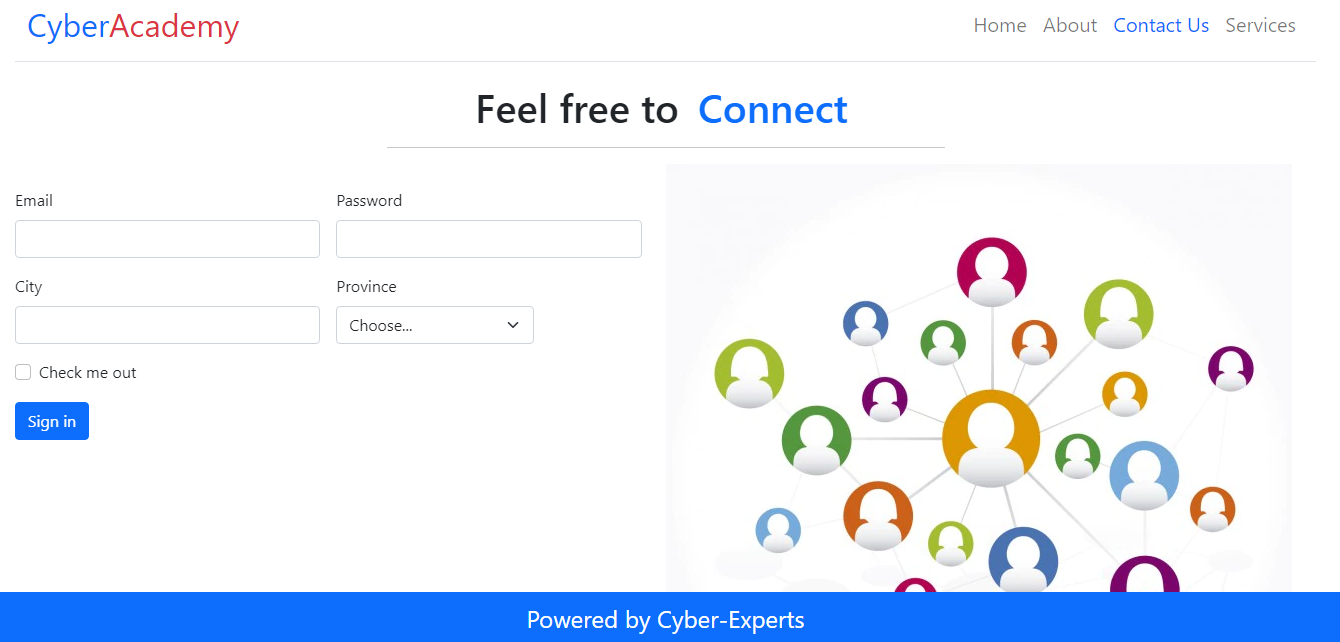 CyberAcademy
Home About Contact Us Services
Feel free to Connect
Email Password
City Province
Choose...
Check me out
Sign in
Powered by Cyber-Experts